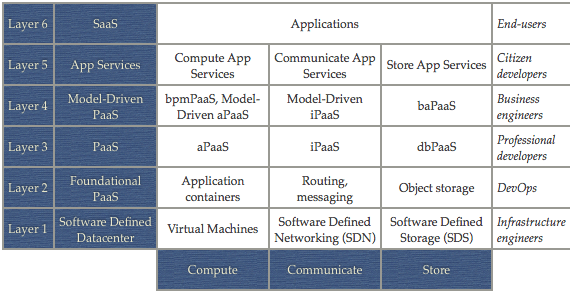 Layer 6 SaaS Applications End-users
Layer 5 App Services Compute App Services Communicate App Services Store App Services Citizen developers
Layer 4 Model-Driven PaaS bpmPaaS, Model-Driven aPaaS Model-Driven iPaaS baPaaS Business engineers
Layer 3 PaaS aPaaS iPaaS dbPaaS Professional developers
Layer 2 Foundational PaaS Application containers Routing, messaging Object storage DevOps
Layer 1 Software Defined Datacenter Virtual Machines Software Defined Networking (SDN) Software Defined Storage (SDS) Infrastructure engineers
Compute Communicate Store